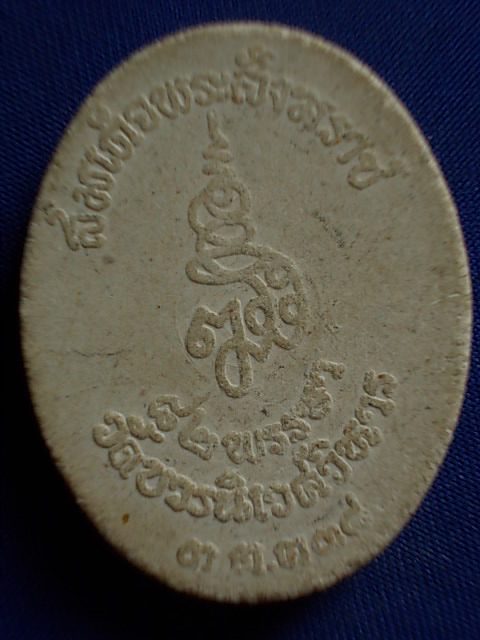 สมเด็จพระสังฆราช
๘๒ พรรษา
วัดบวรนิเวศวิหาร
๓ ต.ค.๓๘